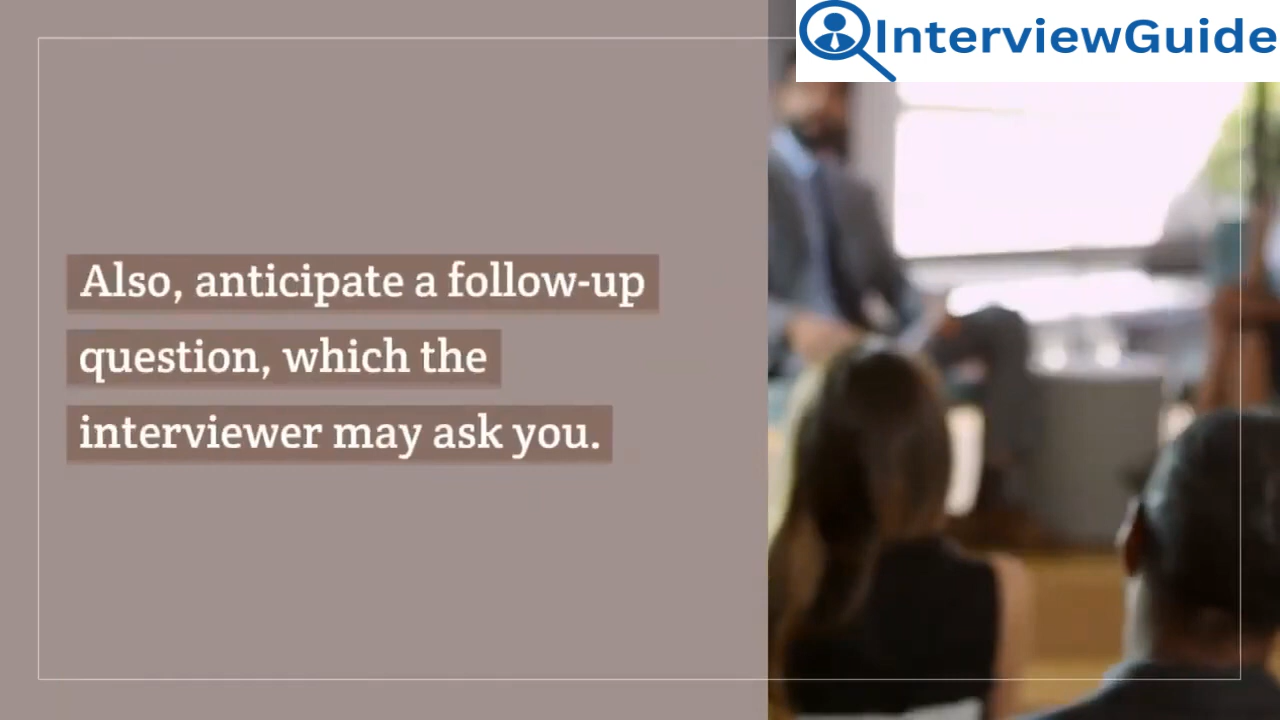 InterviewGuide
Also, anticipate a follow-up
question, which the
interviewer may ask you.